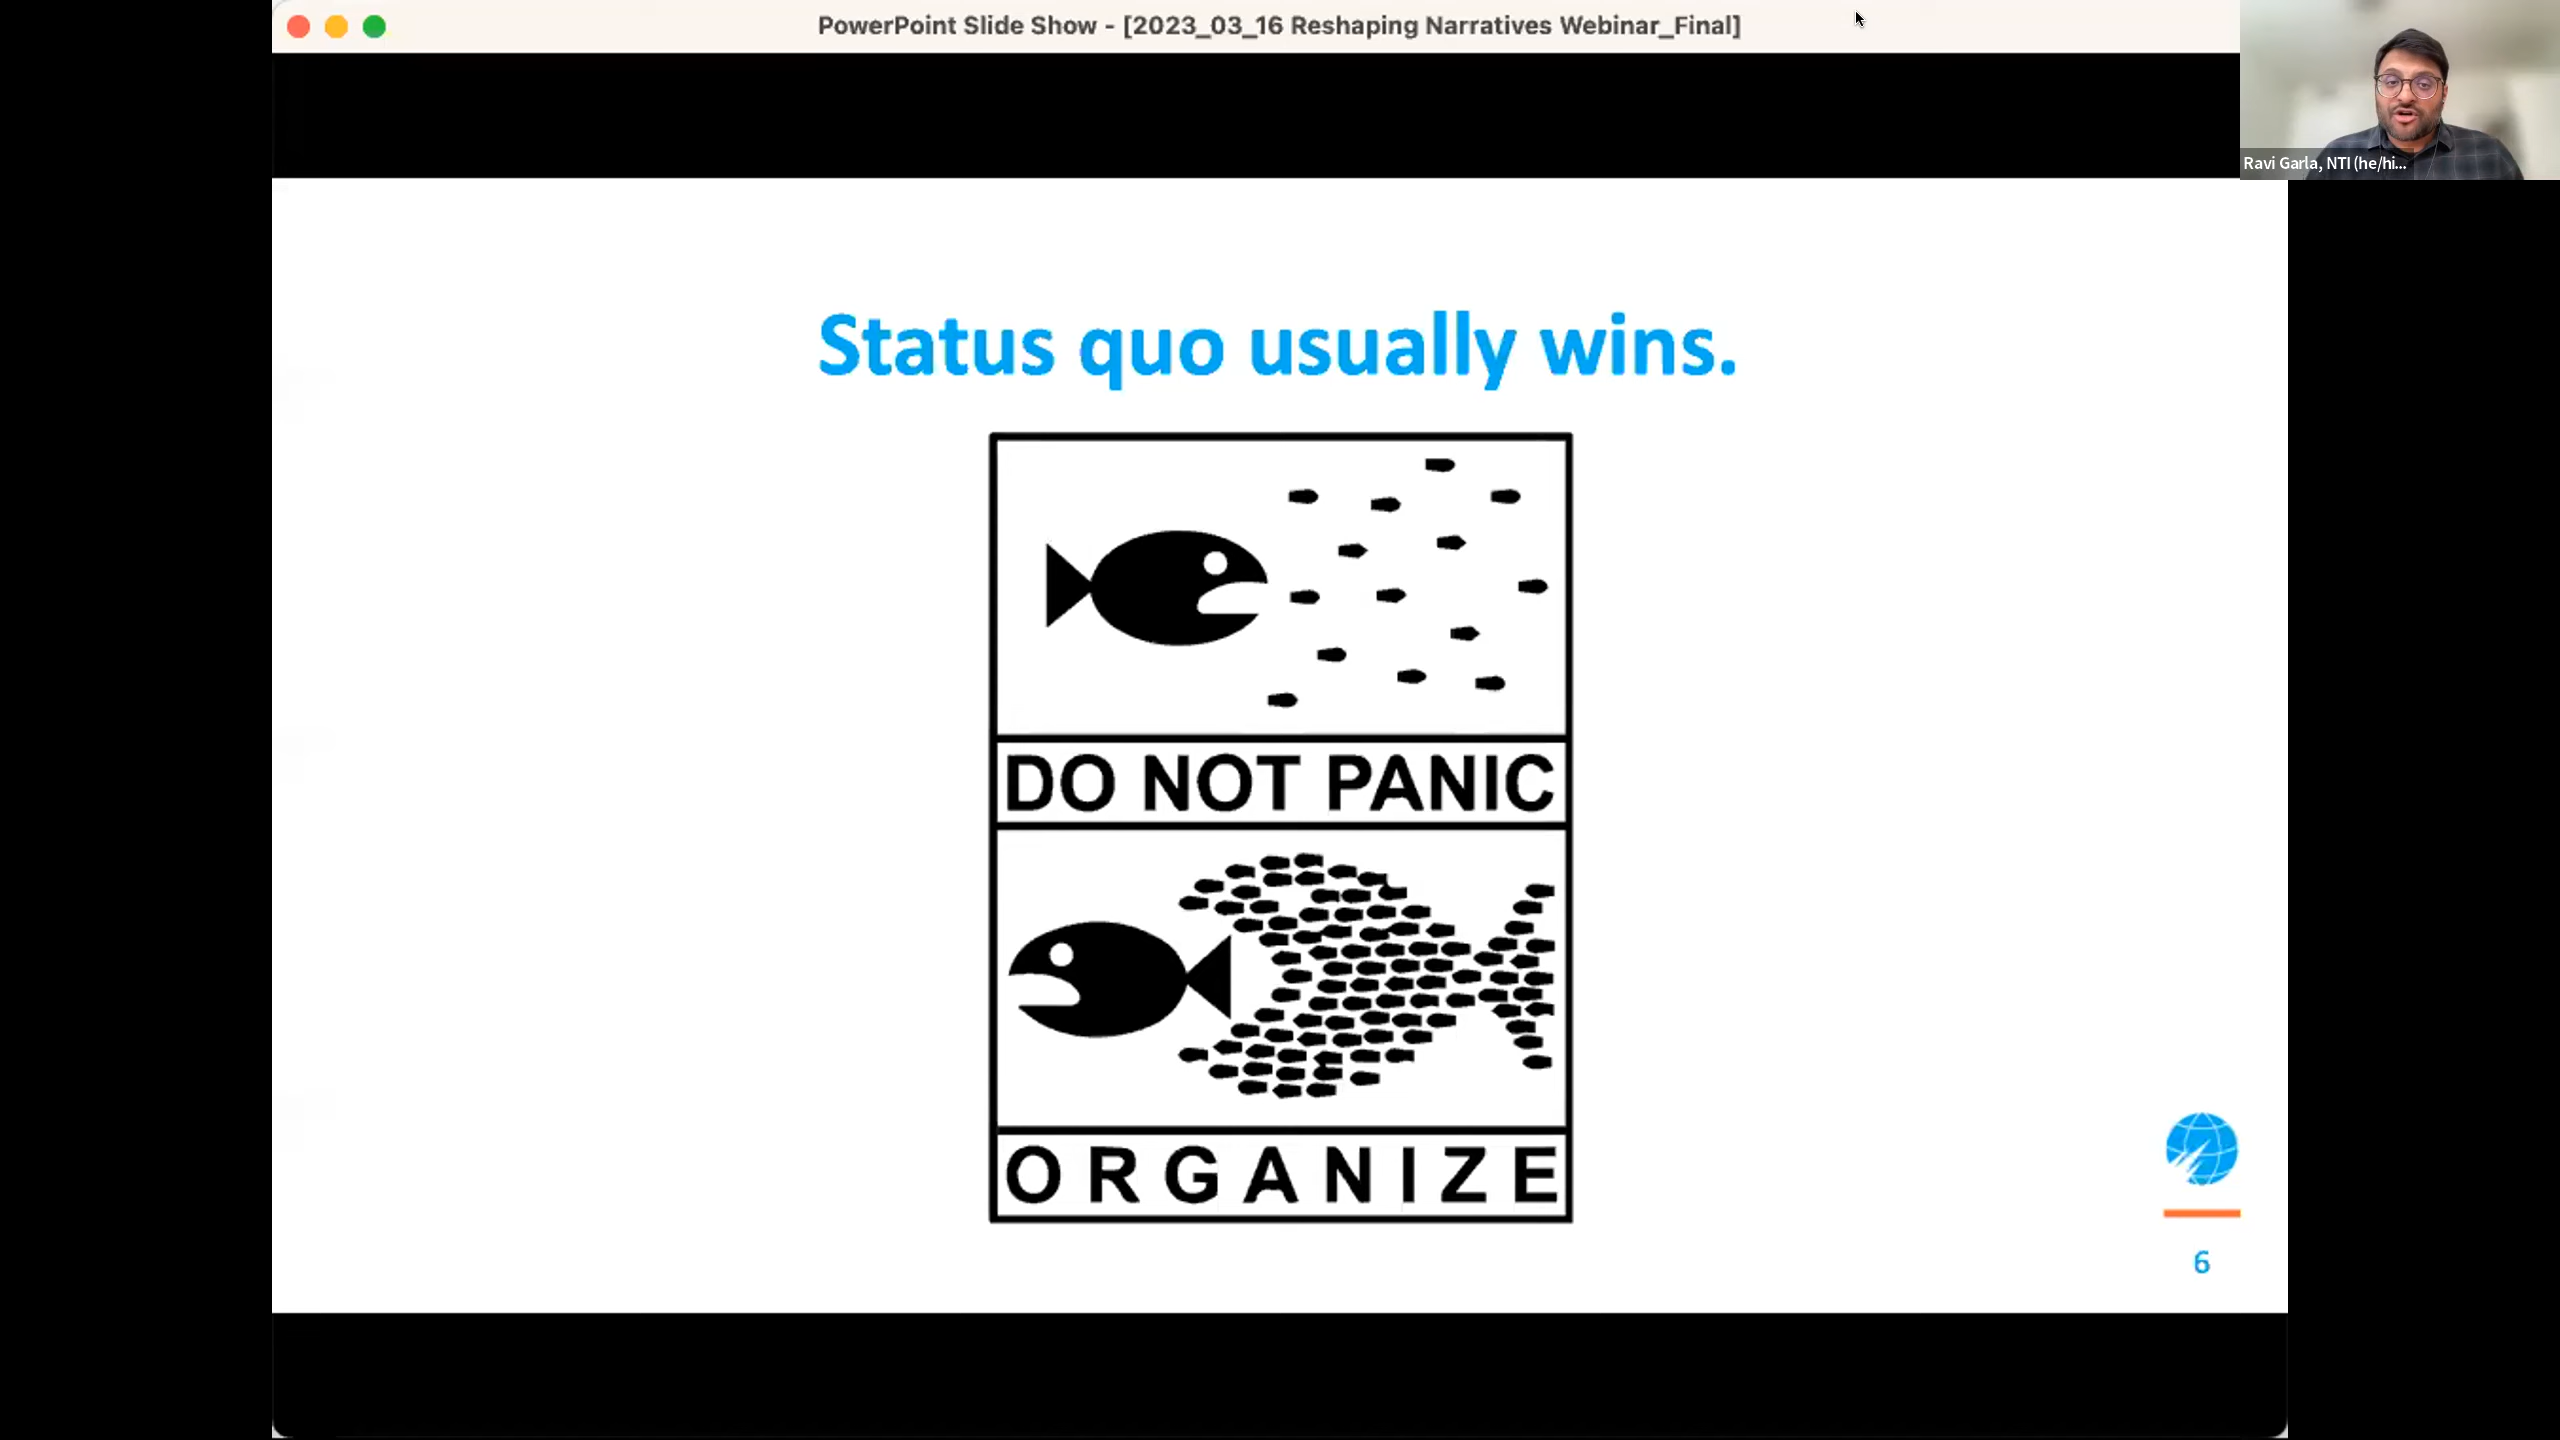 PowerPoint Slide Show - [2023_03_16 Reshaping Narratives Webinar_Final]
Ravi Garla, NTI (he/hi...
Status quo usually wins.
DO NOT PANIC
ORGANIZE
6